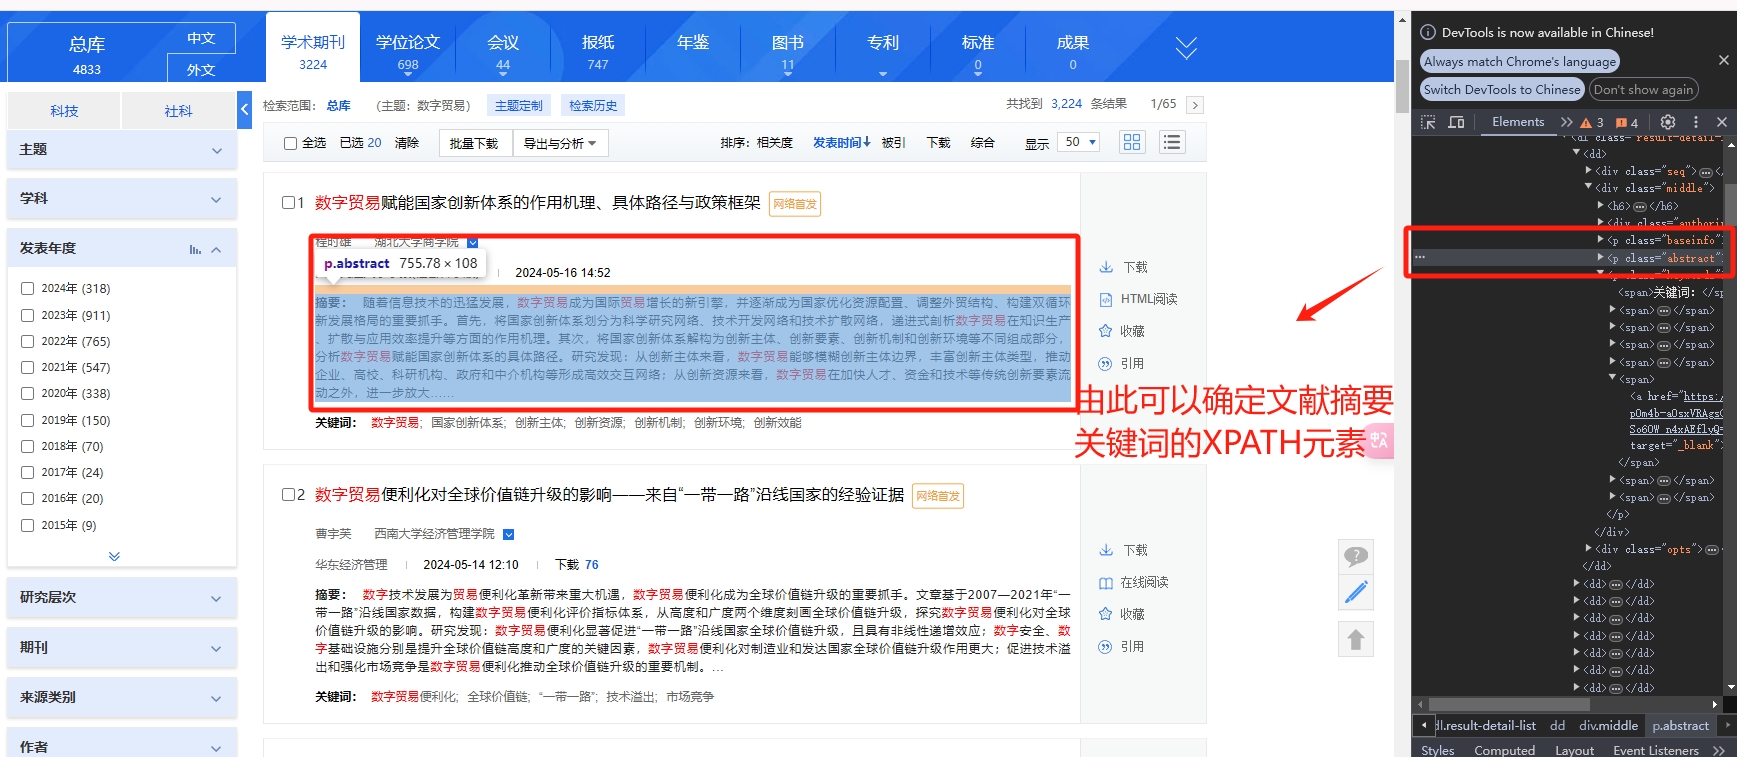 总库
4833
中文
外文
学术期刊
3224
学位论文
698
会议
44
报纸
747
年鉴
图书
11
专利
标准
0
成果
0
科技
社科
检索范围: 总库 (主题: 数字贸易) 主题定制 检索历史
共找到 3,224 条结果 1/65
全选 已选 20 清除 批量下载 导出与分析
排序: 相关度 发表时间↓ 被引 下载 综合 显示 50
主题
学科
发表年度
2024年 (318)
2023年 (911)
2022年 (765)
2021年 (547)
2020年 (338)
2019年 (150)
2018年 (70)
2017年 (24)
2016年 (20)
2015年 (9)
研究层次
期刊
来源类别
作者
1 数字贸易赋能国家创新体系的作用机理、具体路径与政策框架 网络首发
程时雄 湖北大学商学院
p.abstract 755.78 × 108
2024-05-16 14:52
摘要: 随着信息技术的迅猛发展，数字贸易成为国际贸易增长的新引擎，并逐渐成为国家优化资源配置、调整外贸结构、构建双循环
新发展格局的重要抓手。首先，将国家创新体系划分为科学研究网络、技术开发网络和技术扩散网络，递进式剖析数字贸易在知识生产
、扩散与应用效率提升等方面的作用机理。其次，将国家创新体系解构为创新主体、创新要素、创新机制和创新环境等不同组成部分，
分析数字贸易赋能国家创新体系的具体路径。研究发现：从创新主体来看，数字贸易能够模糊创新主体边界，丰富创新主体类型，推动
企业、高校、科研机构、政府和中介机构等形成高效交互网络；从创新资源来看，数字贸易在加快人才、资金和技术等传统创新要素流
动之外，进一步放大……
关键词: 数字贸易; 国家创新体系; 创新主体; 创新资源; 创新机制; 创新环境; 创新效能
下载
HTML阅读
收藏
引用
由此可以确定文献摘要
关键词的XPATH元素
2 数字贸易便利化对全球价值链升级的影响——来自“一带一路”沿线国家的经验证据 网络首发
曹宇芙 西南大学经济管理学院
华东经济管理 2024-05-14 12:10 下载 76
摘要: 数字技术发展为贸易便利化革新带来重大机遇，数字贸易便利化成为全球价值链升级的重要抓手。文章基于2007—2021年“一
带一路”沿线国家数据，构建数字贸易便利化评价指标体系，从高度和广度两个维度刻画全球价值链升级，探究数字贸易便利化对全球
价值链升级的影响。研究发现：数字贸易便利化显著促进“一带一路”沿线国家全球价值链升级，且具有非线性递增效应；数字安全、数
字基础设施分别是提升全球价值链高度和广度的关键因素，数字贸易便利化对制造业和发达国家全球价值链升级作用更大；促进技术溢
出和强化市场竞争是数字贸易便利化推动全球价值链升级的重要机制。...
关键词: 数字贸易便利化; 全球价值链; “一带一路”; 技术溢出; 市场竞争
下载
在线阅读
收藏
引用
DevTools is now available in Chinese!
Always match Chrome's language
Switch DevTools to Chinese Don't show again
Elements 3 4
<dl class="result-detail-l
<dd>
<div class="seq">
<div class="middle">
<h6> </h6>
<div class="authori
<p class="baseinfo"
<p class="abstract"
<span>关键词: </sp
<span> </span>
<span> </span>
<span> </span>
<span> </span>
<span>
<a href="https:/
target="_blank">
</span>
<span> </span>
<span> </span>
</p>
</div>
<div class="opts">
</dd>
<dd> </dd>
<dd> </dd>
<dd> </dd>
<dd> </dd>
<dd> </dd>
<dd> </dd>
<dd> </dd>
dl.result-detail-list dd div.middle p.abstract
Styles Computed Layout Event Listeners